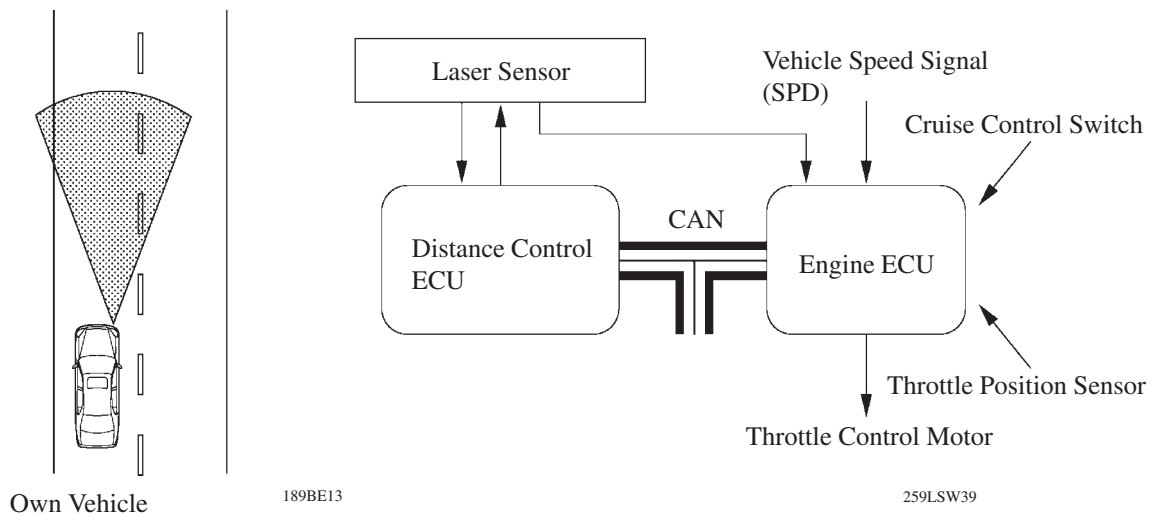 Laser Sensor
Vehicle Speed Signal
(SPD)
Cruise Control Switch
CAN
Distance Control
ECU
Engine ECU
Throttle Position Sensor
Throttle Control Motor
Own Vehicle
189BE13
259LSW39